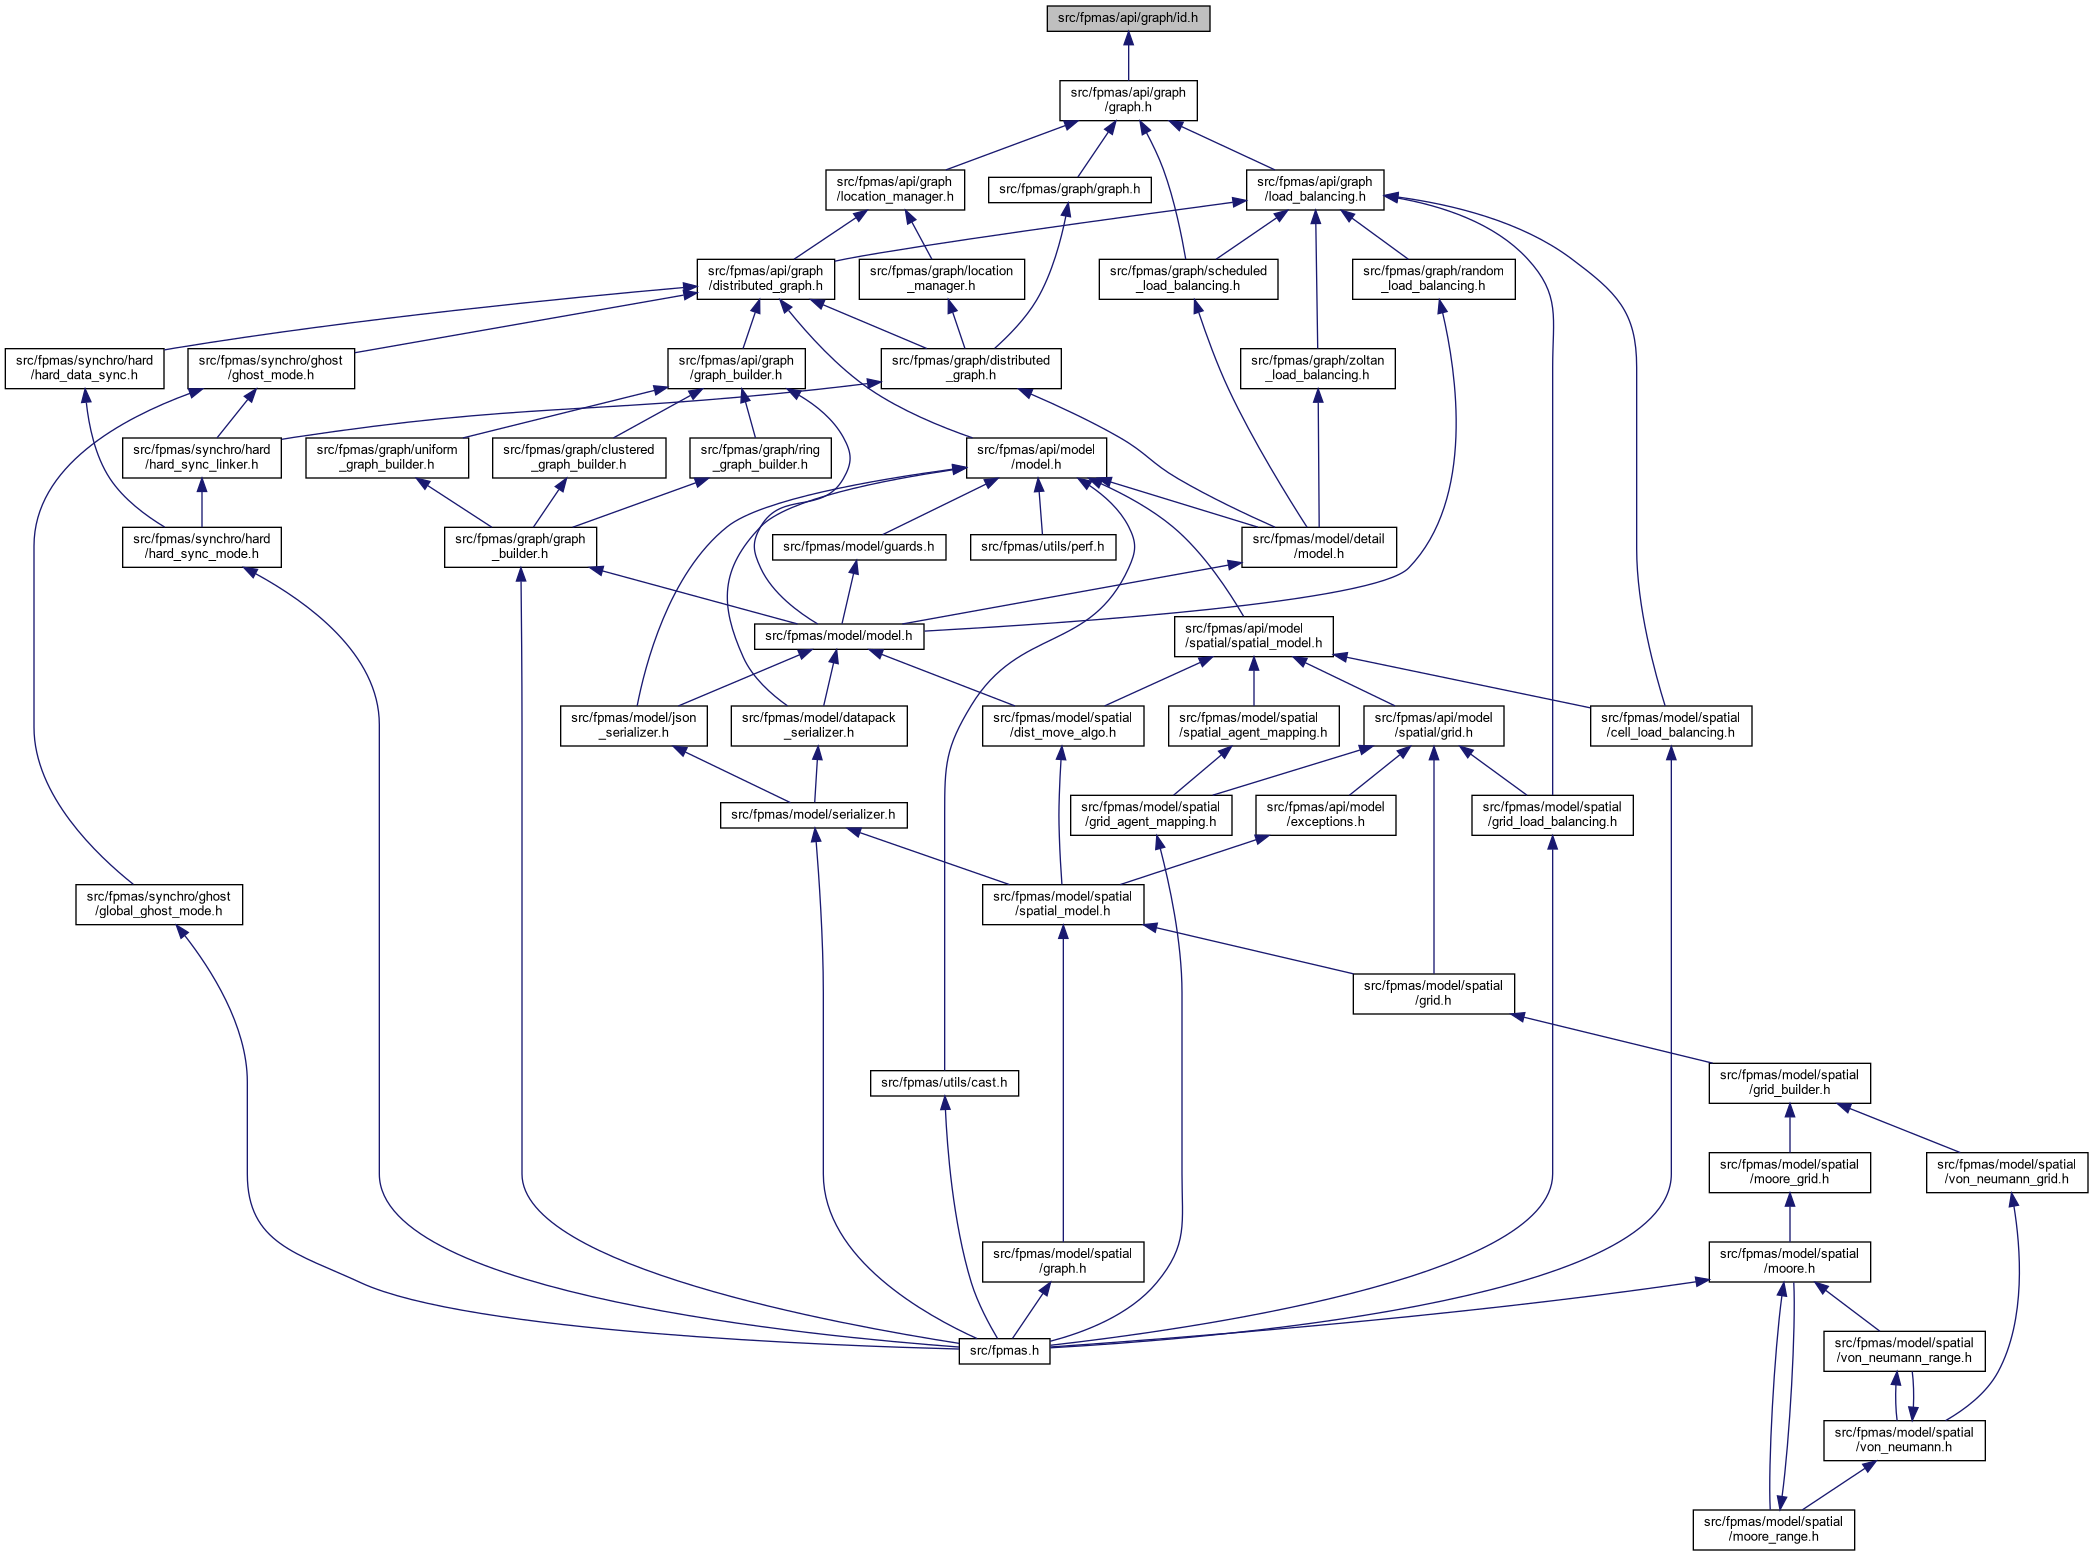 src/fpmas/api/graph/id.h
src/fpmas/api/graph
/graph.h
src/fpmas/api/graph
/location_manager.h
src/fpmas/graph/graph.h
src/fpmas/api/graph
/load_balancing.h
src/fpmas/api/graph
/distributed_graph.h
src/fpmas/graph/location
_manager.h
src/fpmas/graph/scheduled
_load_balancing.h
src/fpmas/graph/random
_load_balancing.h
src/fpmas/synchro/hard
/hard_data_sync.h
src/fpmas/synchro/ghost
/ghost_mode.h
src/fpmas/api/graph
/graph_builder.h
src/fpmas/graph/distributed
_graph.h
src/fpmas/graph/zoltan
_load_balancing.h
src/fpmas/synchro/hard
/hard_sync_linker.h
src/fpmas/graph/uniform
_graph_builder.h
src/fpmas/graph/clustered
_graph_builder.h
src/fpmas/graph/ring
_graph_builder.h
src/fpmas/api/model
/model.h
src/fpmas/synchro/hard
/hard_sync_mode.h
src/fpmas/graph/graph
_builder.h
src/fpmas/model/guards.h
src/fpmas/utils/perf.h
src/fpmas/model/detail
/model.h
src/fpmas/model/model.h
src/fpmas/api/model
/spatial/spatial_model.h
src/fpmas/model/json
_serializer.h
src/fpmas/model/datapack
_serializer.h
src/fpmas/model/spatial
/dist_move_algo.h
src/fpmas/model/spatial
/spatial_agent_mapping.h
src/fpmas/api/model
/spatial/grid.h
src/fpmas/model/spatial
/cell_load_balancing.h
src/fpmas/model/serializer.h
src/fpmas/model/spatial
/grid_agent_mapping.h
src/fpmas/api/model
/exceptions.h
src/fpmas/model/spatial
/grid_load_balancing.h
src/fpmas/synchro/ghost
/global_ghost_mode.h
src/fpmas/model/spatial
/spatial_model.h
src/fpmas/model/spatial
/grid.h
src/fpmas/utils/cast.h
src/fpmas/model/spatial
/grid_builder.h
src/fpmas/model/spatial
/moore_grid.h
src/fpmas/model/spatial
/von_neumann_grid.h
src/fpmas/model/spatial
/graph.h
src/fpmas/model/spatial
/moore.h
src/fpmas.h
src/fpmas/model/spatial
/von_neumann_range.h
src/fpmas/model/spatial
/von_neumann.h
src/fpmas/model/spatial
/moore_range.h